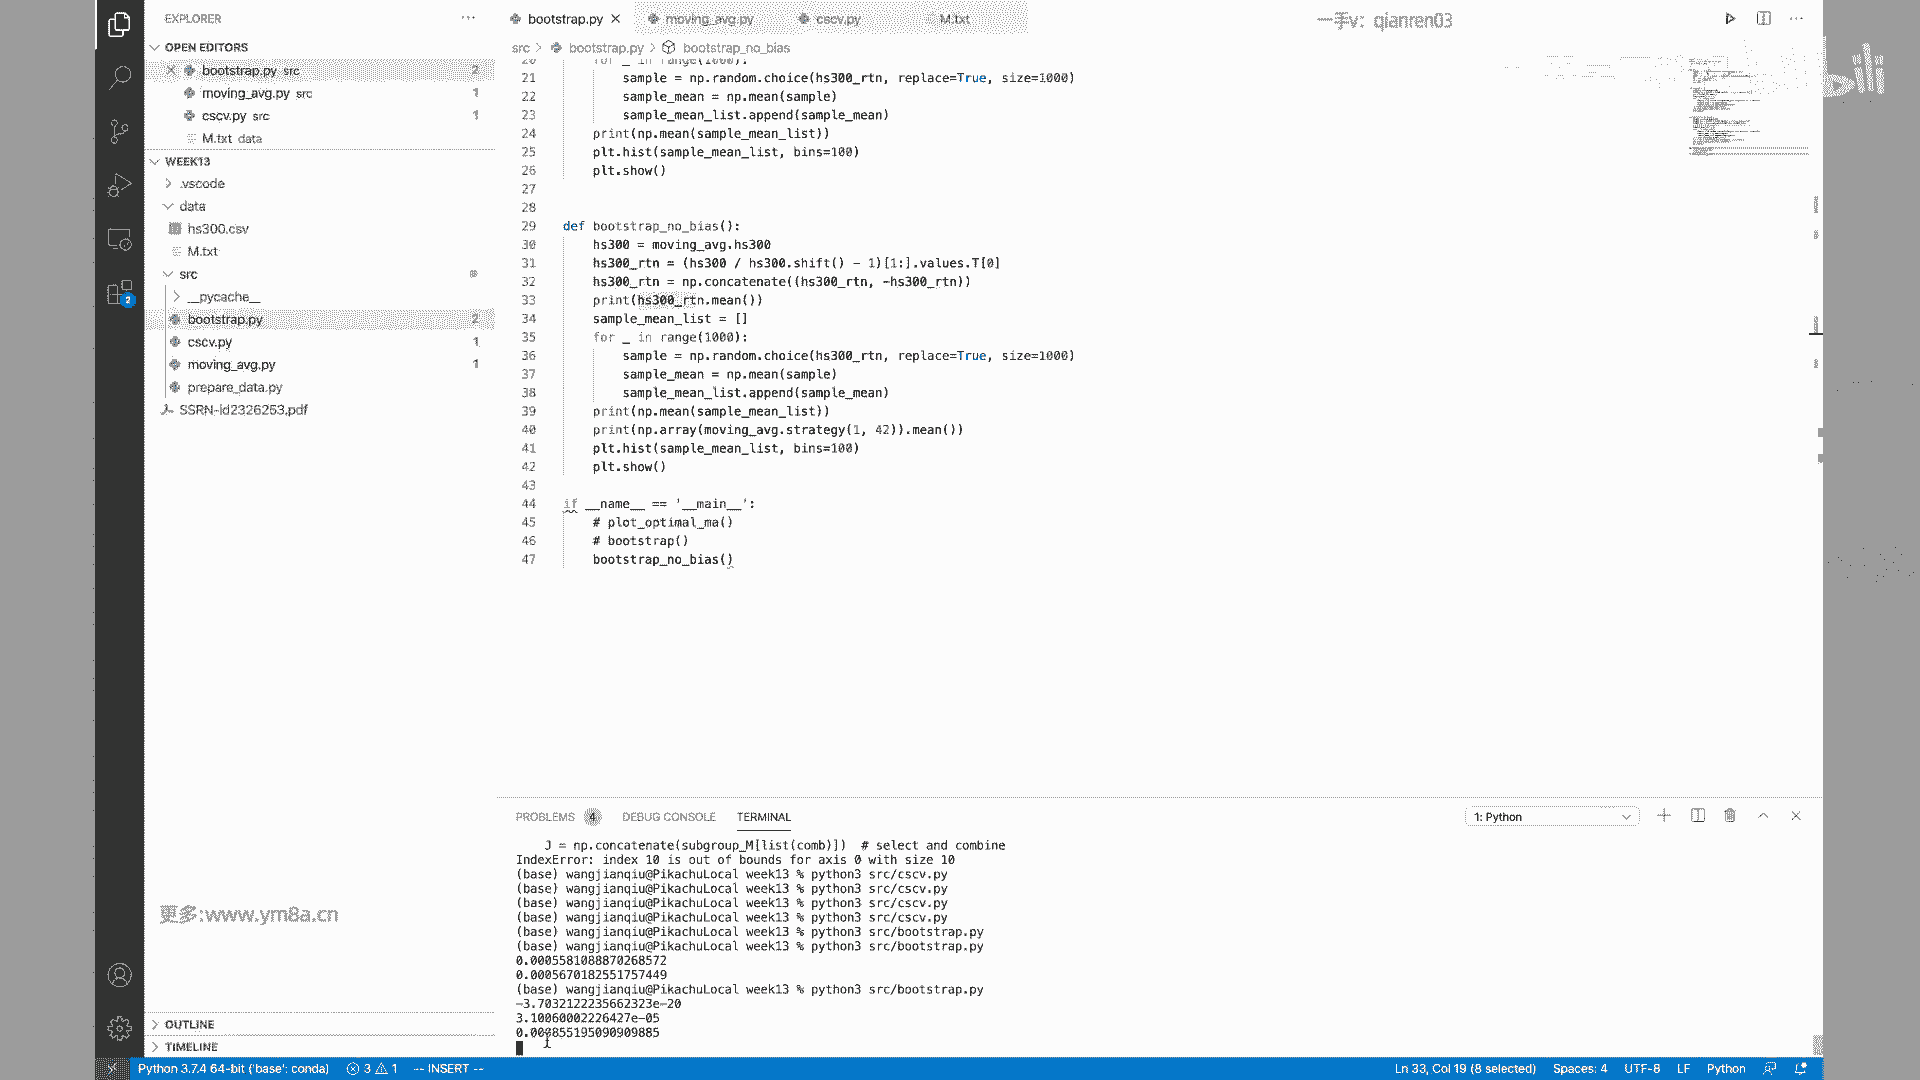 EXPLORER
OPEN EDITORS
bootstrap.py src 2
moving_avg.py src 1
cscv.py src 1
M.txt data
WEEK13
.vscode
data
hs300.csv
M.txt
src
__pycache__
bootstrap.py 2
cscv.py 1
moving_avg.py 1
prepare_data.py
SSRN-id2326253.pdf
更多:www.ym8a.cn
OUTLINE
TIMELINE
bootstrap.py moving_avg.py cscv.py M.txt
一手v: qianren03
src > bootstrap.py > bootstrap_no_bias
20 for _ in range(1000):
21 sample = np.random.choice(hs300_rtn, replace=True, size=1000)
22 sample_mean = np.mean(sample)
23 sample_mean_list.append(sample_mean)
24 print(np.mean(sample_mean_list))
25 plt.hist(sample_mean_list, bins=100)
26 plt.show()
27
28
29 def bootstrap_no_bias():
30 hs300 = moving_avg.hs300
31 hs300_rtn = (hs300 / hs300.shift() - 1)[1:].values.T[0]
32 hs300_rtn = np.concatenate((hs300_rtn, -hs300_rtn))
33 print(hs300_rtn.mean())
34 sample_mean_list = []
35 for _ in range(1000):
36 sample = np.random.choice(hs300_rtn, replace=True, size=1000)
37 sample_mean = np.mean(sample)
38 sample_mean_list.append(sample_mean)
39 print(np.mean(sample_mean_list))
40 print(np.array(moving_avg.strategy(1, 42)).mean())
41 plt.hist(sample_mean_list, bins=100)
42 plt.show()
43
44 if __name__ == '__main__':
45 # plot_optimal_ma()
46 # bootstrap()
47 bootstrap_no_bias()
PROBLEMS 4 DEBUG CONSOLE TERMINAL 1: Python
J = np.concatenate(subgroup_M[list(comb)]) # select and combine
IndexError: index 10 is out of bounds for axis 0 with size 10
(base) wangjianqiu@PikachuLocal week13 % python3 src/cscv.py
(base) wangjianqiu@PikachuLocal week13 % python3 src/cscv.py
(base) wangjianqiu@PikachuLocal week13 % python3 src/cscv.py
(base) wangjianqiu@PikachuLocal week13 % python3 src/cscv.py
(base) wangjianqiu@PikachuLocal week13 % python3 src/bootstrap.py
(base) wangjianqiu@PikachuLocal week13 % python3 src/bootstrap.py
0.0005581088870268572
0.0005670182551757449
(base) wangjianqiu@PikachuLocal week13 % python3 src/bootstrap.py
-3.7032122235662323e-20
3.10060002226427e-05
Python 3.7.4 64-bit ('base': conda) 3 1 -- INSERT -- Ln 33, Col 19 (8 selected) Spaces: 4 UTF-8 LF Python